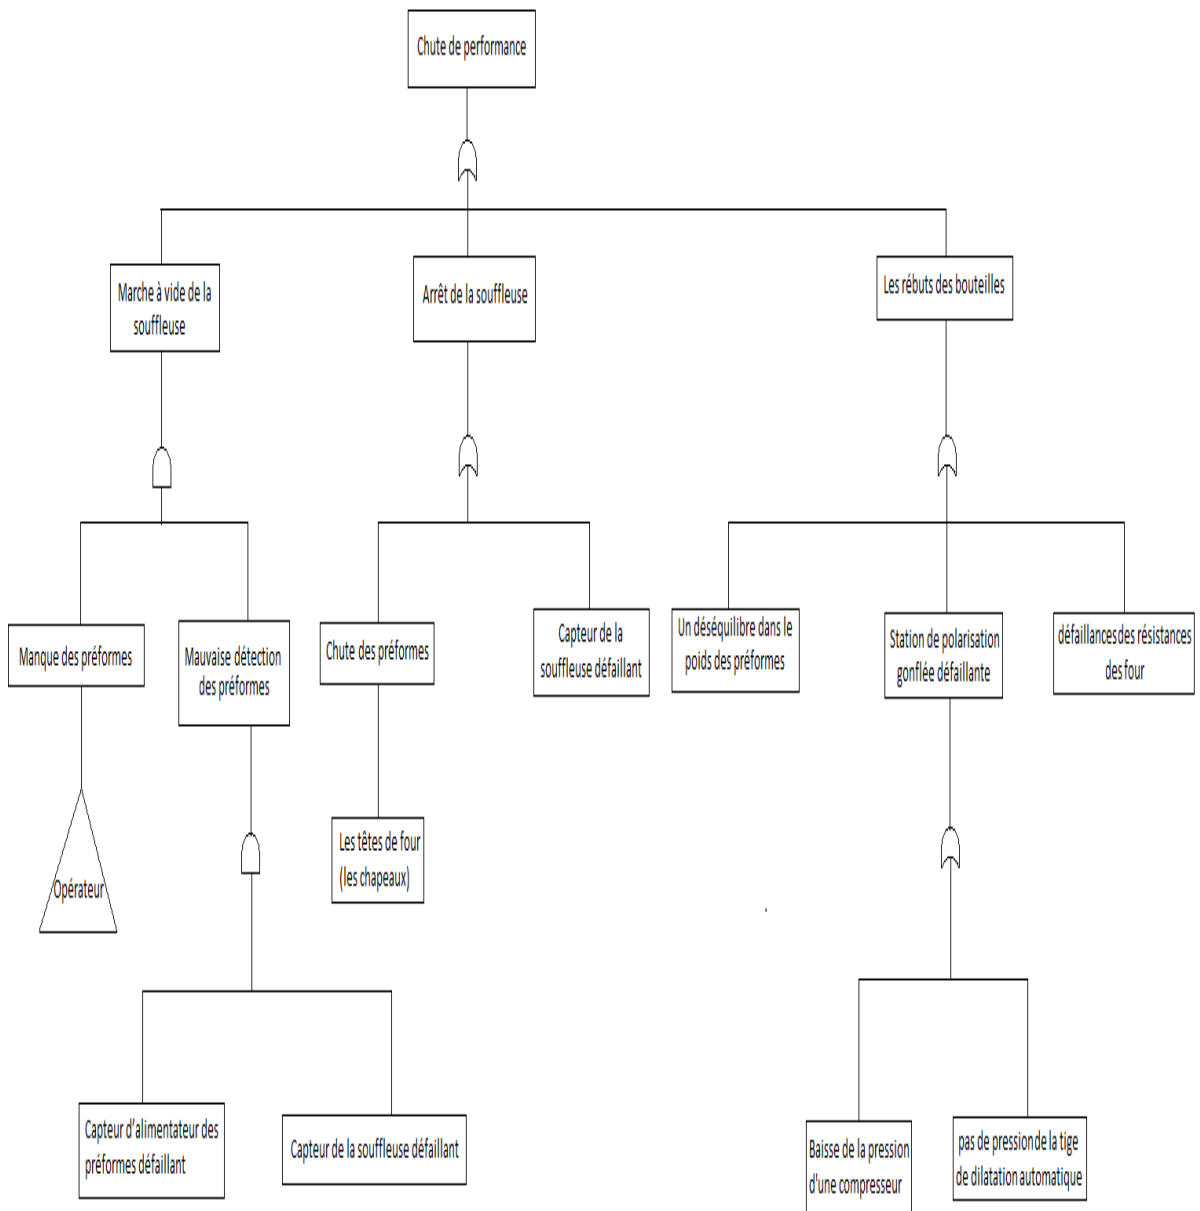 Chute de performance
Marche à vide de la
souffleuse
Arrêt de la souffleuse
Les rébuts des bouteilles
Manque des préformes
Mauvaise détection
des préformes
Chute des préformes
Capteur de la
souffleuse défaillant
Un déséquilibre dans le
poids des préformes
Station de polarisation
gonflée défaillante
défaillances des résistances
des four
Opérateur
Les têtes de four
(les chapeaux)
Capteur d'alimentateur des
préformes défaillant
Capteur de la souffleuse défaillant
Baisse de la pression
d'une compresseur
pas de pression de la tige
de dilatation automatique